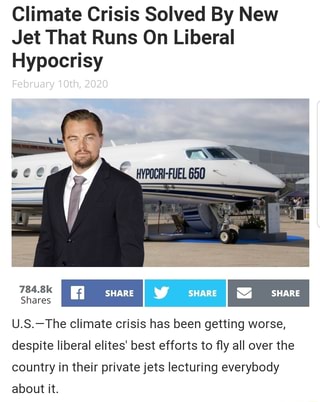 Climate Crisis Solved By New
Jet That Runs On Liberal
Hypocrisy
February 10th, 2020
HYPOCRI-FUEL 650
784.8k
Shares
f SHARE
SHARE
SHARE
U.S.—The climate crisis has been getting worse,
despite liberal elites' best efforts to fly all over the
country in their private jets lecturing everybody
about it.